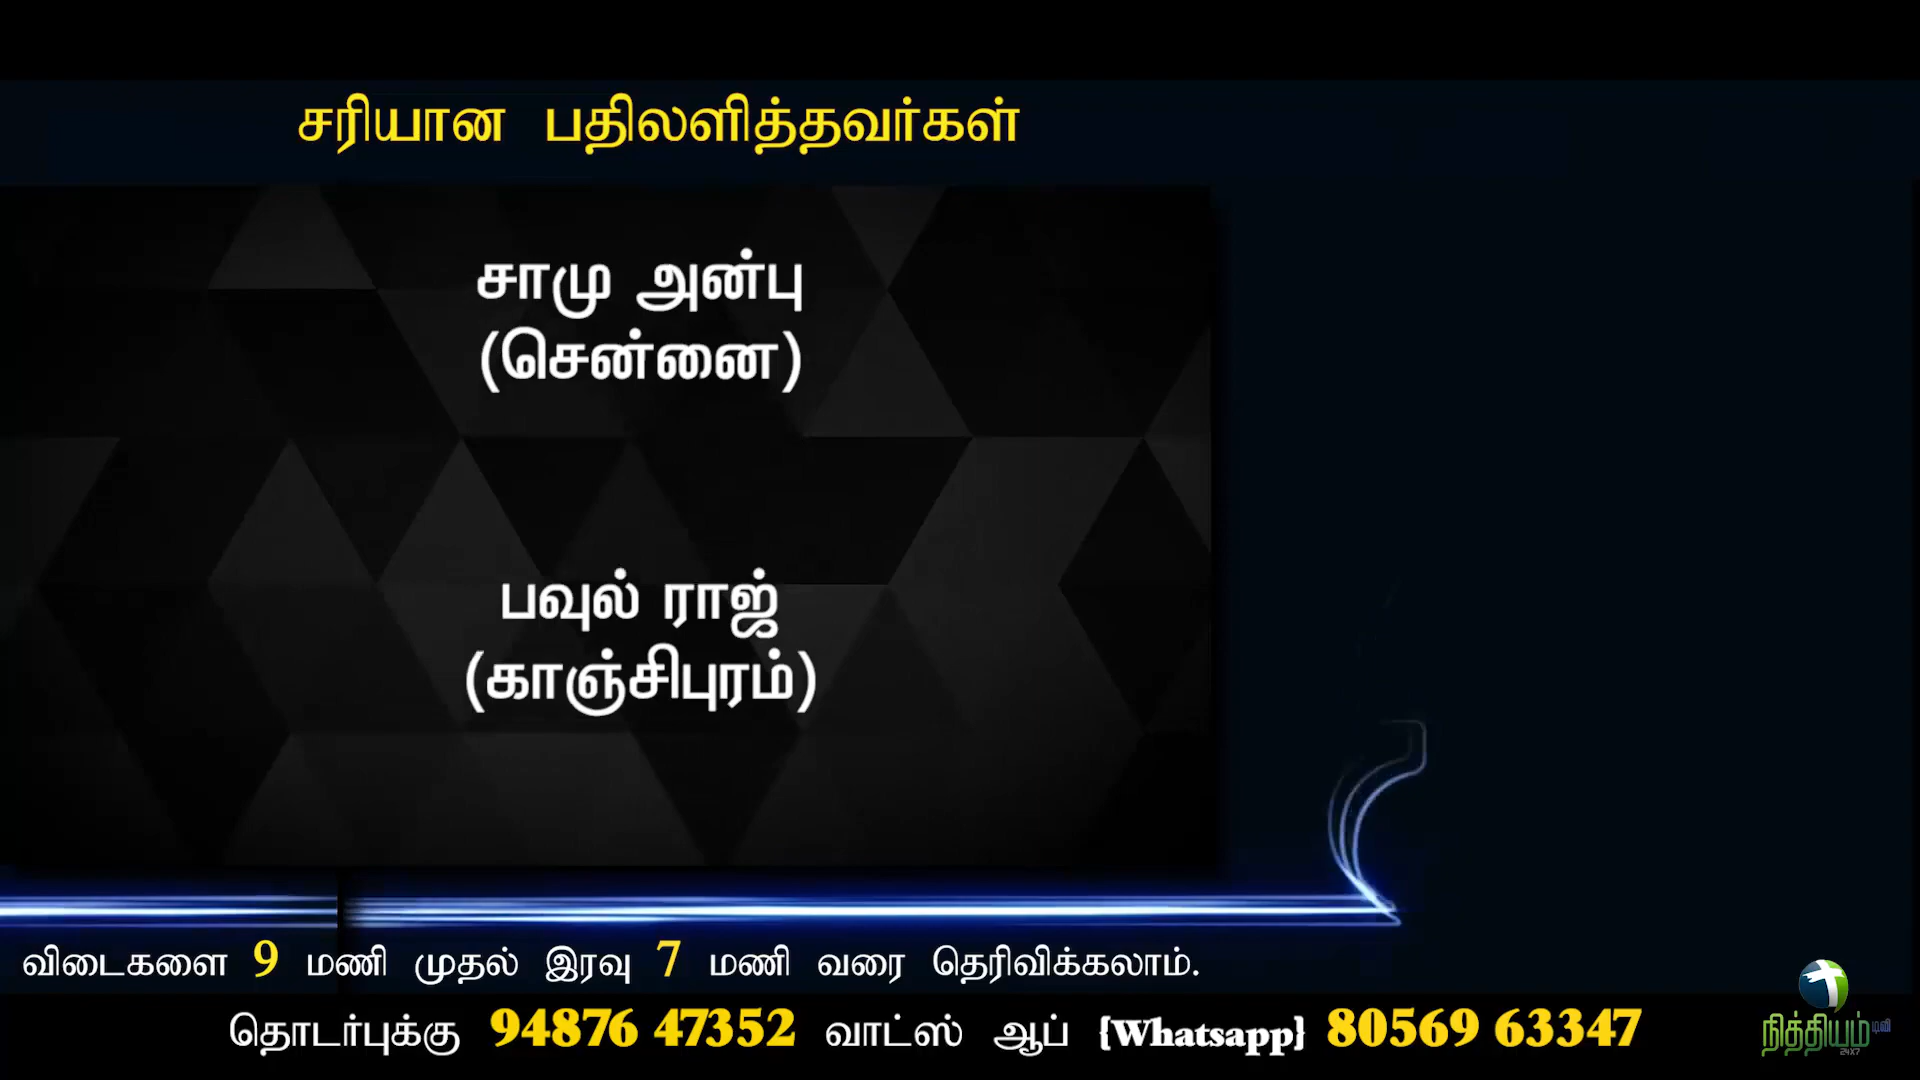 சரியான பதிலளித்தவர்கள்
சாமு அன்பு
(சென்னை)
பவுல் ராஜ்
(காஞ்சிபுரம்)
விடைகளை 9 மணி முதல் இரவு 7 மணி வரை தெரிவிக்கலாம்.
தொடர்புக்கு 94876 47352 வாட்ஸ் ஆப் {Whatsapp} 80569 63347
நித்தியம் டிவி
24X7